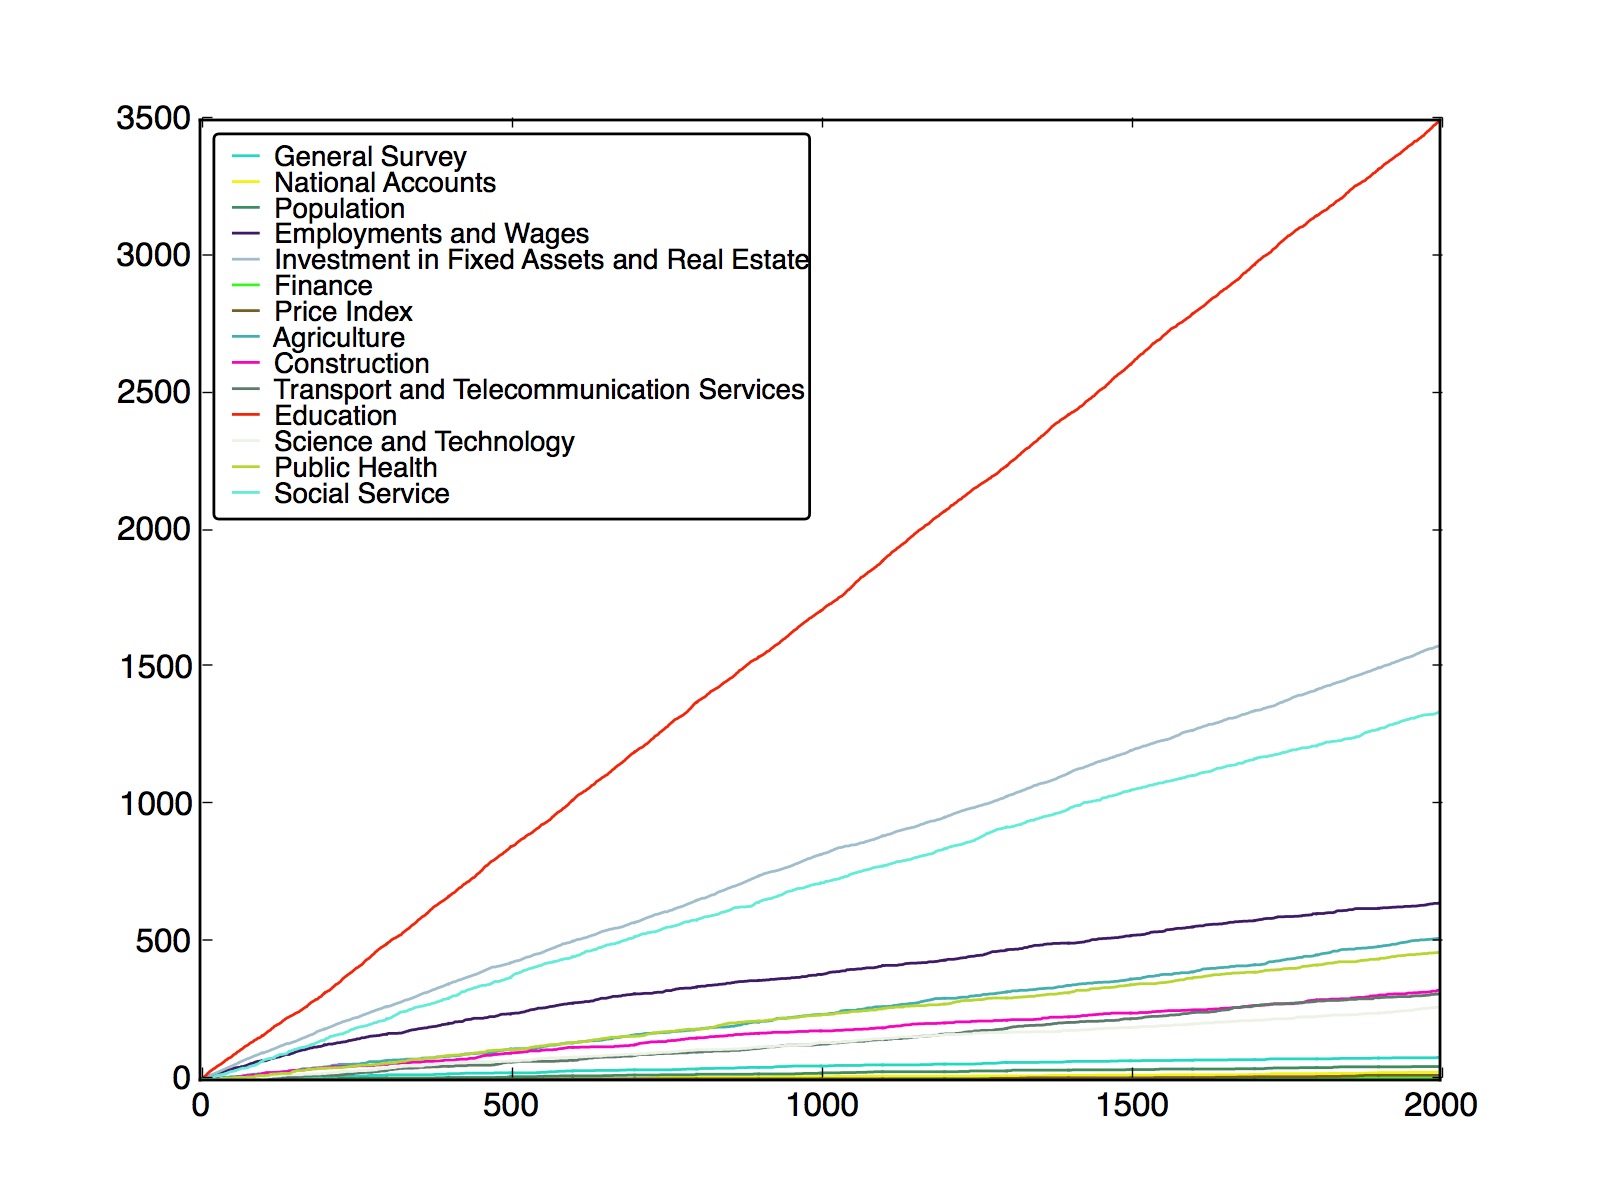 3500
3000
2500
2000
1500
1000
500
0
General Survey
National Accounts
Population
Employments and Wages
Investment in Fixed Assets and Real Estate
Finance
Price Index
Agriculture
Construction
Transport and Telecommunication Services
Education
Science and Technology
Public Health
Social Service
0 500 1000 1500 2000